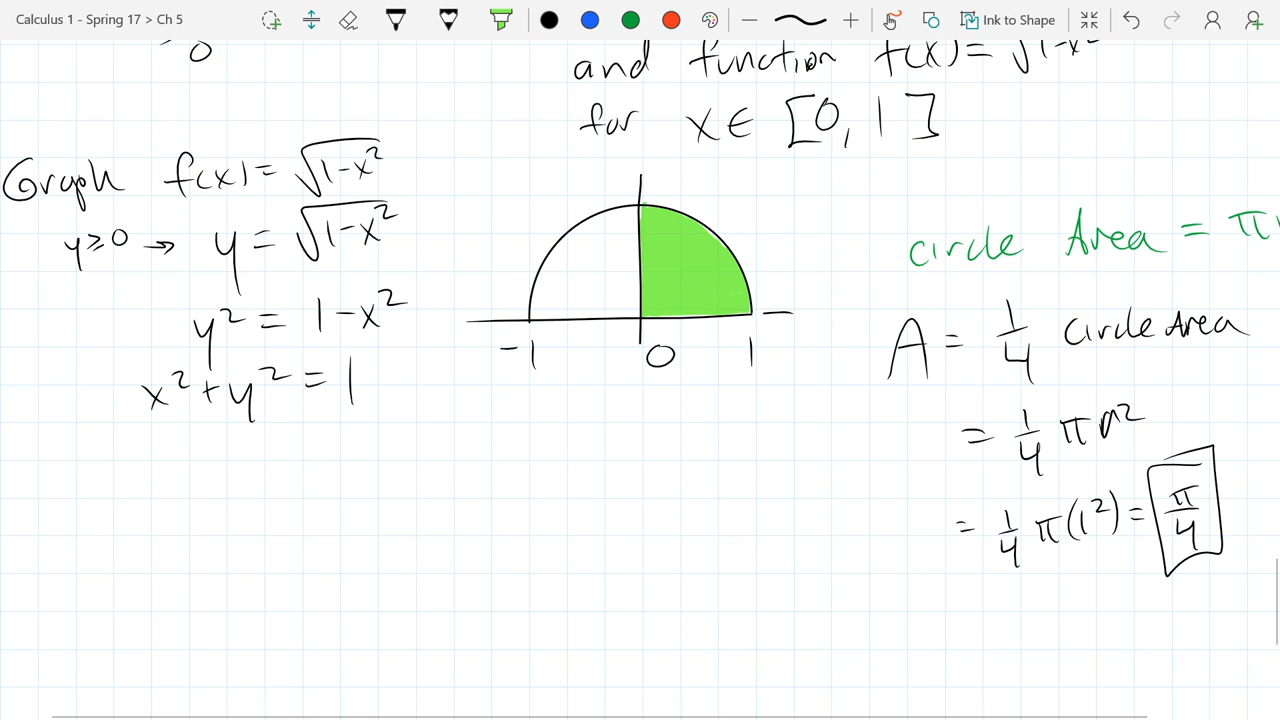 Calculus 1 - Spring 17 > Ch 5
Ink to Shape
0
and function f(x) = √1-x²
for x ∈ [0, 1]
Graph f(x) = √1-x²
y ≥ 0 → y = √1-x²
y² = 1-x²
x² + y² = 1
-1 0 1
circle Area = π
A = 1/4 circle Area
= 1/4 πr²
= 1/4 π(1²) = π/4